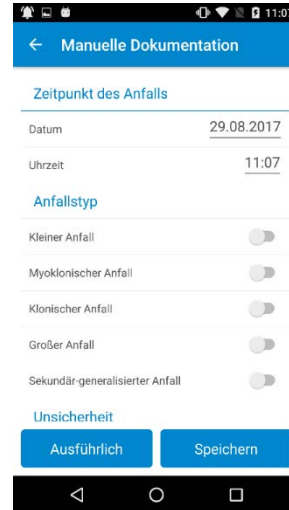 11:07
← Manuelle Dokumentation
Zeitpunkt des Anfalls
Datum 29.08.2017
Uhrzeit 11:07
Anfallstyp
Kleiner Anfall
Myoklonischer Anfall
Klonischer Anfall
Großer Anfall
Sekundär-generalisierter Anfall
Unsicherheit
Ausführlich Speichern